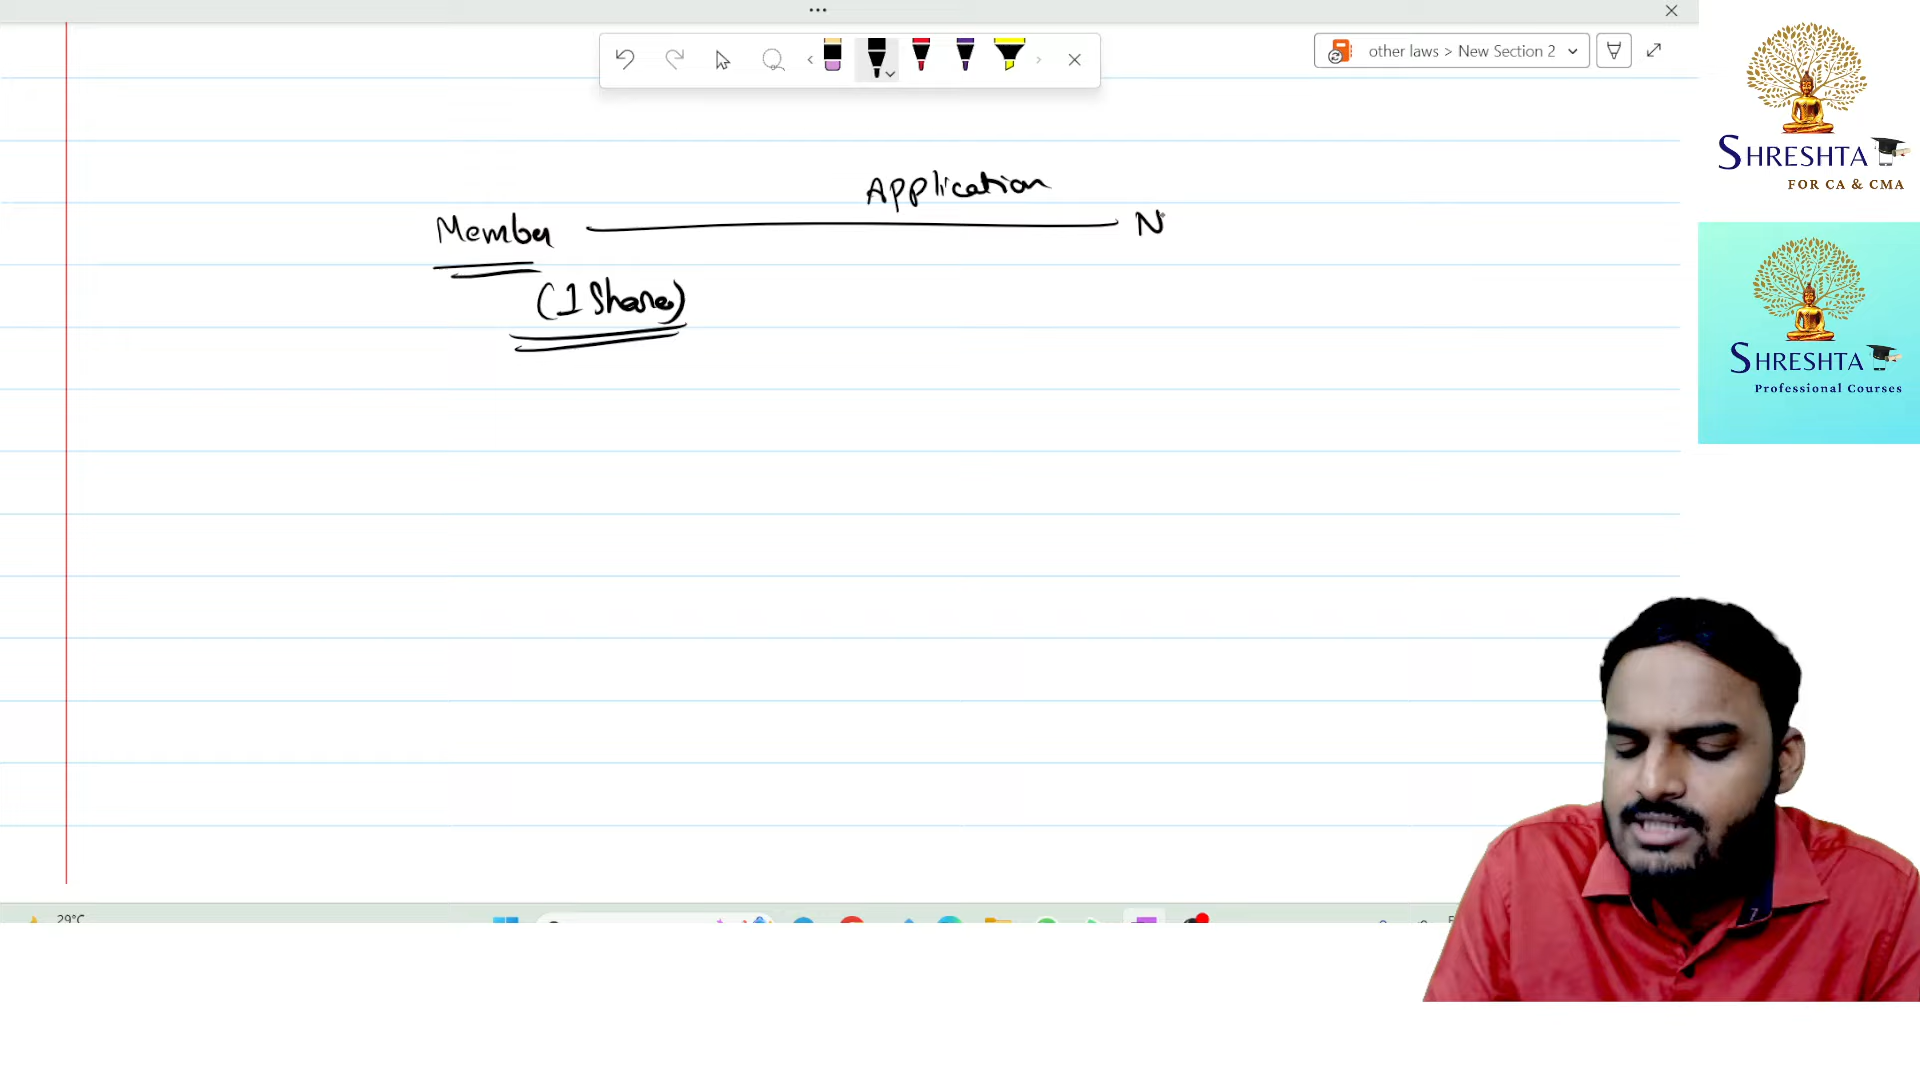 other laws > New Section 2
SHRESHTA
FOR CA & CMA
Application
Member
N
(1 Share)
SHRESHTA
Professional Courses
29°C